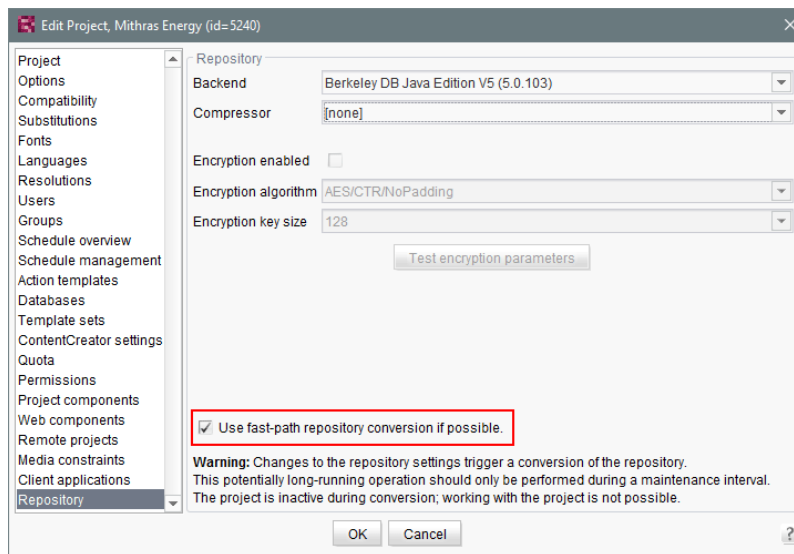 Edit Project, Mithras Energy (id=5240)
Project
Options
Compatibility
Substitutions
Fonts
Languages
Resolutions
Users
Groups
Schedule overview
Schedule management
Action templates
Databases
Template sets
ContentCreator settings
Quota
Permissions
Project components
Web components
Remote projects
Media constraints
Client applications
Repository
Repository
Backend Berkeley DB Java Edition V5 (5.0.103)
Compressor [none]
Encryption enabled
Encryption algorithm AES/CTR/NoPadding
Encryption key size 128
Test encryption parameters
Use fast-path repository conversion if possible.
Warning: Changes to the repository settings trigger a conversion of the repository.
This potentially long-running operation should only be performed during a maintenance interval.
The project is inactive during conversion; working with the project is not possible.
OK Cancel ?